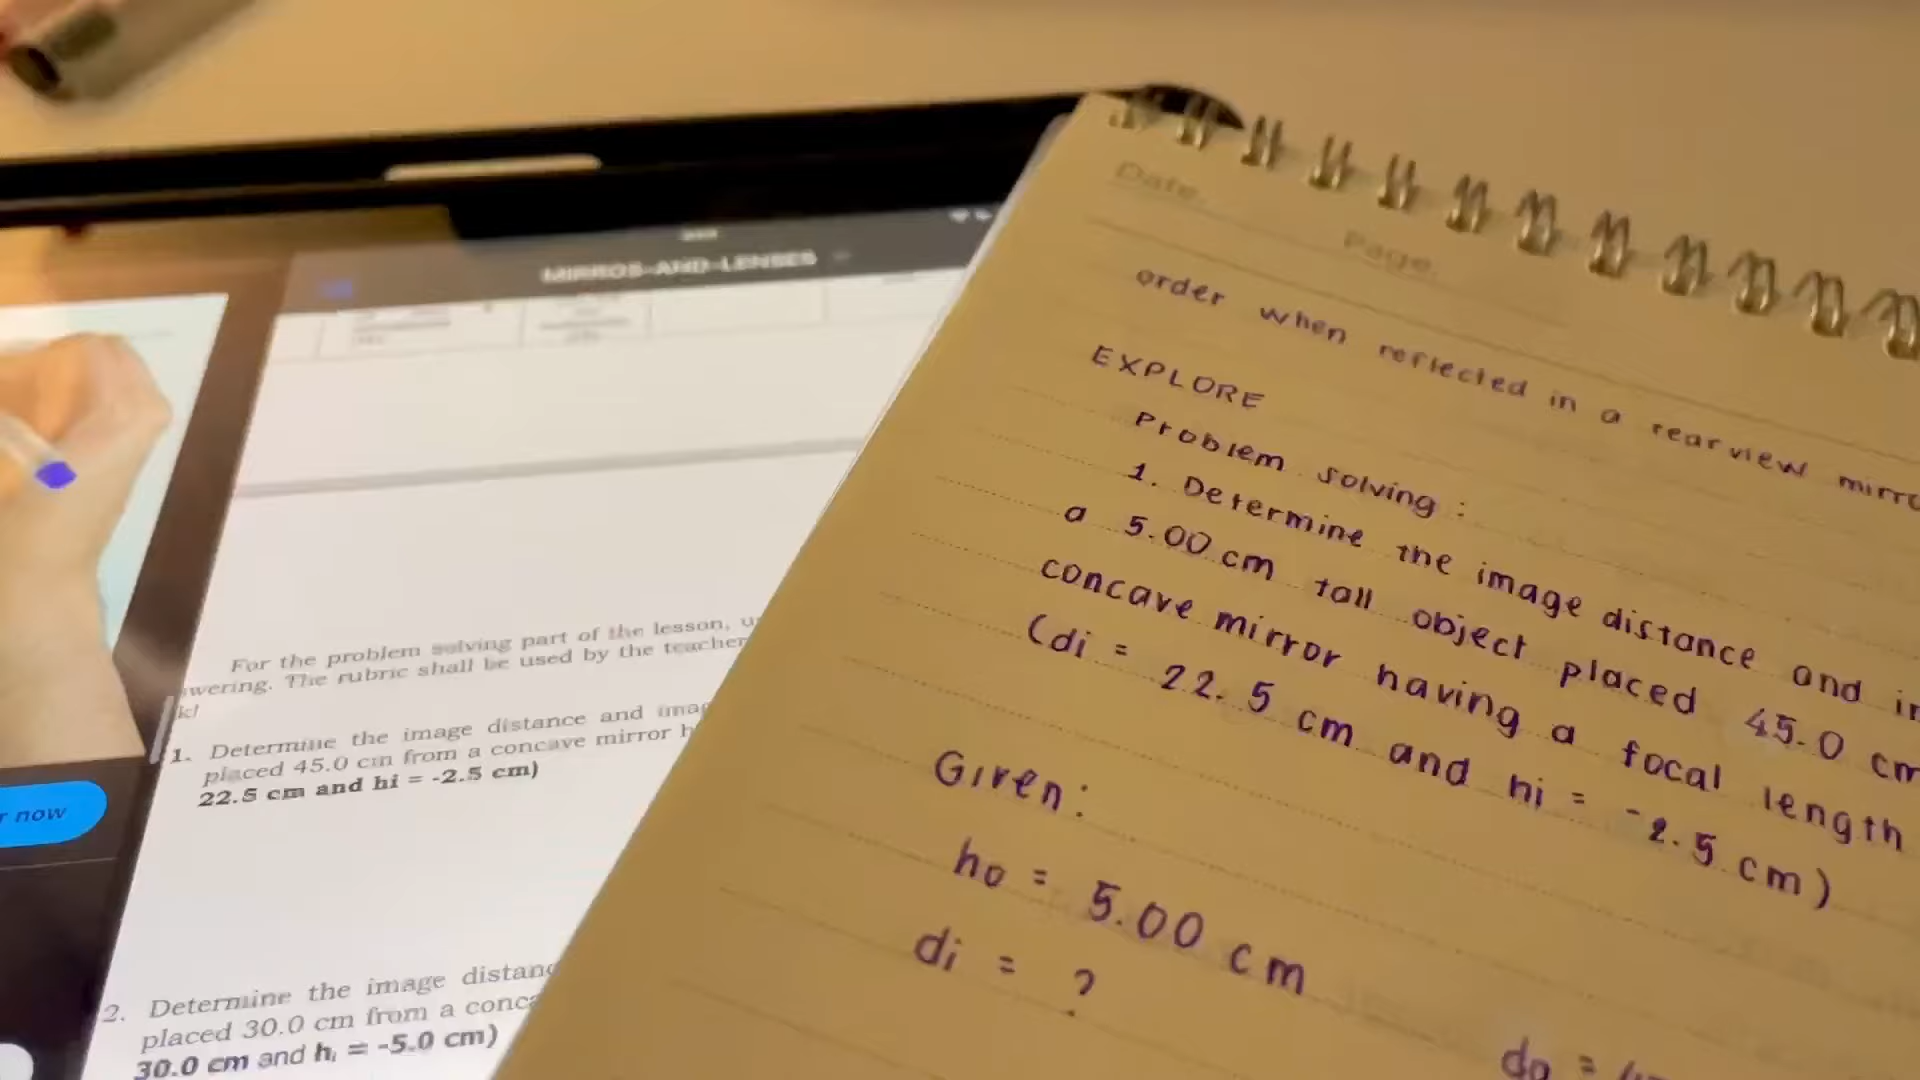 MIRROS-AND-LENSES
For the problem solving part of the lesson, u
swering. The rubric shall be used by the teacher
k!
1. Determine the image distance and imag
placed 45.0 cm from a concave mirror h
22.5 cm and hi = -2.5 cm)
2. Determine the image distanc
placed 30.0 cm from a conca
30.0 cm and hi = -5.0 cm)
r now
Date.
Page.
order when reflected in a rearview mirro
EXPLORE
Problem solving:
1. Determine the image distance and im
a 5.00 cm tall object placed 45.0 cm
concave mirror having a focal length
(di = 22.5 cm and hi = -2.5 cm)
Given:
ho = 5.00 cm
di = ?
do =